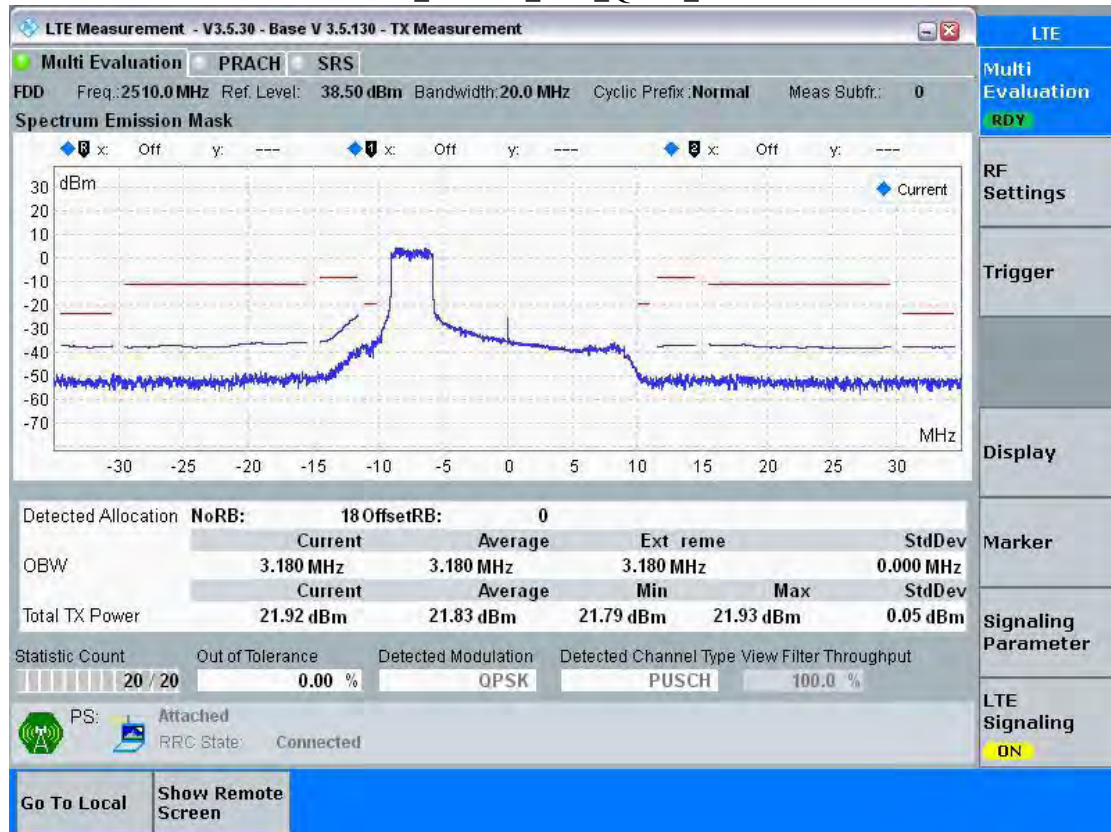 LTE Measurement - V3.5.30 - Base V 3.5.130 - TX Measurement
Multi Evaluation PRACH SRS
FDD Freq.:2510.0 MHz Ref. Level: 38.50 dBm Bandwidth:20.0 MHz Cyclic Prefix :Normal Meas Subfr.: 0
Spectrum Emission Mask
R x: Off y: --- 1 x: Off y: --- 2 x: Off y: ---
dBm
Current
30
20
10
0
-10
-20
-30
-40
-50
-60
-70
MHz
-30 -25 -20 -15 -10 -5 0 5 10 15 20 25 30
Detected Allocation NoRB: 18 OffsetRB: 0
Current Average Ext reme StdDev
OBW 3.180 MHz 3.180 MHz 3.180 MHz 0.000 MHz
Current Average Min Max StdDev
Total TX Power 21.92 dBm 21.83 dBm 21.79 dBm 21.93 dBm 0.05 dBm
Statistic Count Out of Tolerance Detected Modulation Detected Channel Type View Filter Throughput
20 / 20 0.00 % QPSK PUSCH 100.0 %
PS: Attached
RRC State: Connected
Go To Local
Show Remote
Screen
LTE
Multi
Evaluation
RDY
RF
Settings
Trigger
Display
Marker
Signaling
Parameter
LTE
Signaling
ON